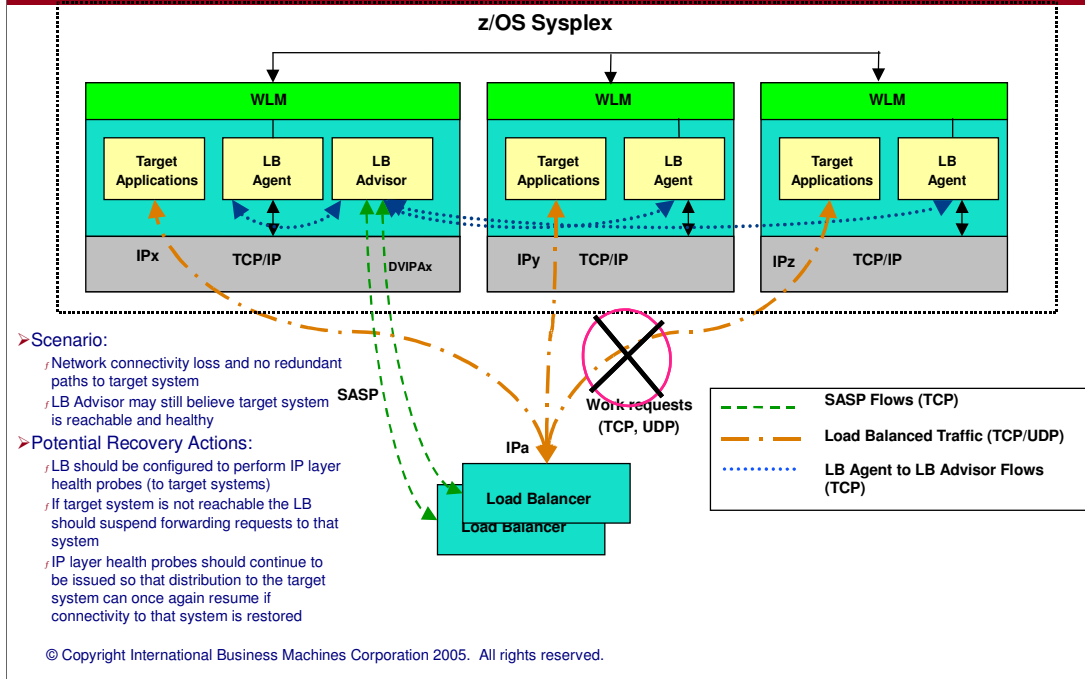 z/OS Sysplex
WLM
WLM
WLM
Target
Applications
LB
Agent
LB
Advisor
Target
Applications
LB
Agent
Target
Applications
LB
Agent
IPx
TCP/IP
DVIPAx
IPy
TCP/IP
IPz
TCP/IP
➢Scenario:
ƒNetwork connectivity loss and no redundant
paths to target system
ƒLB Advisor may still believe target system
is reachable and healthy
➢Potential Recovery Actions:
ƒLB should be configured to perform IP layer
health probes (to target systems)
ƒIf target system is not reachable the LB
should suspend forwarding requests to that
system
ƒIP layer health probes should continue to
be issued so that distribution to the target
system can once again resume if
connectivity to that system is restored
SASP
Work requests
(TCP, UDP)
IPa
Load Balancer
Load Balancer
SASP Flows (TCP)
Load Balanced Traffic (TCP/UDP)
LB Agent to LB Advisor Flows
(TCP)
© Copyright International Business Machines Corporation 2005. All rights reserved.